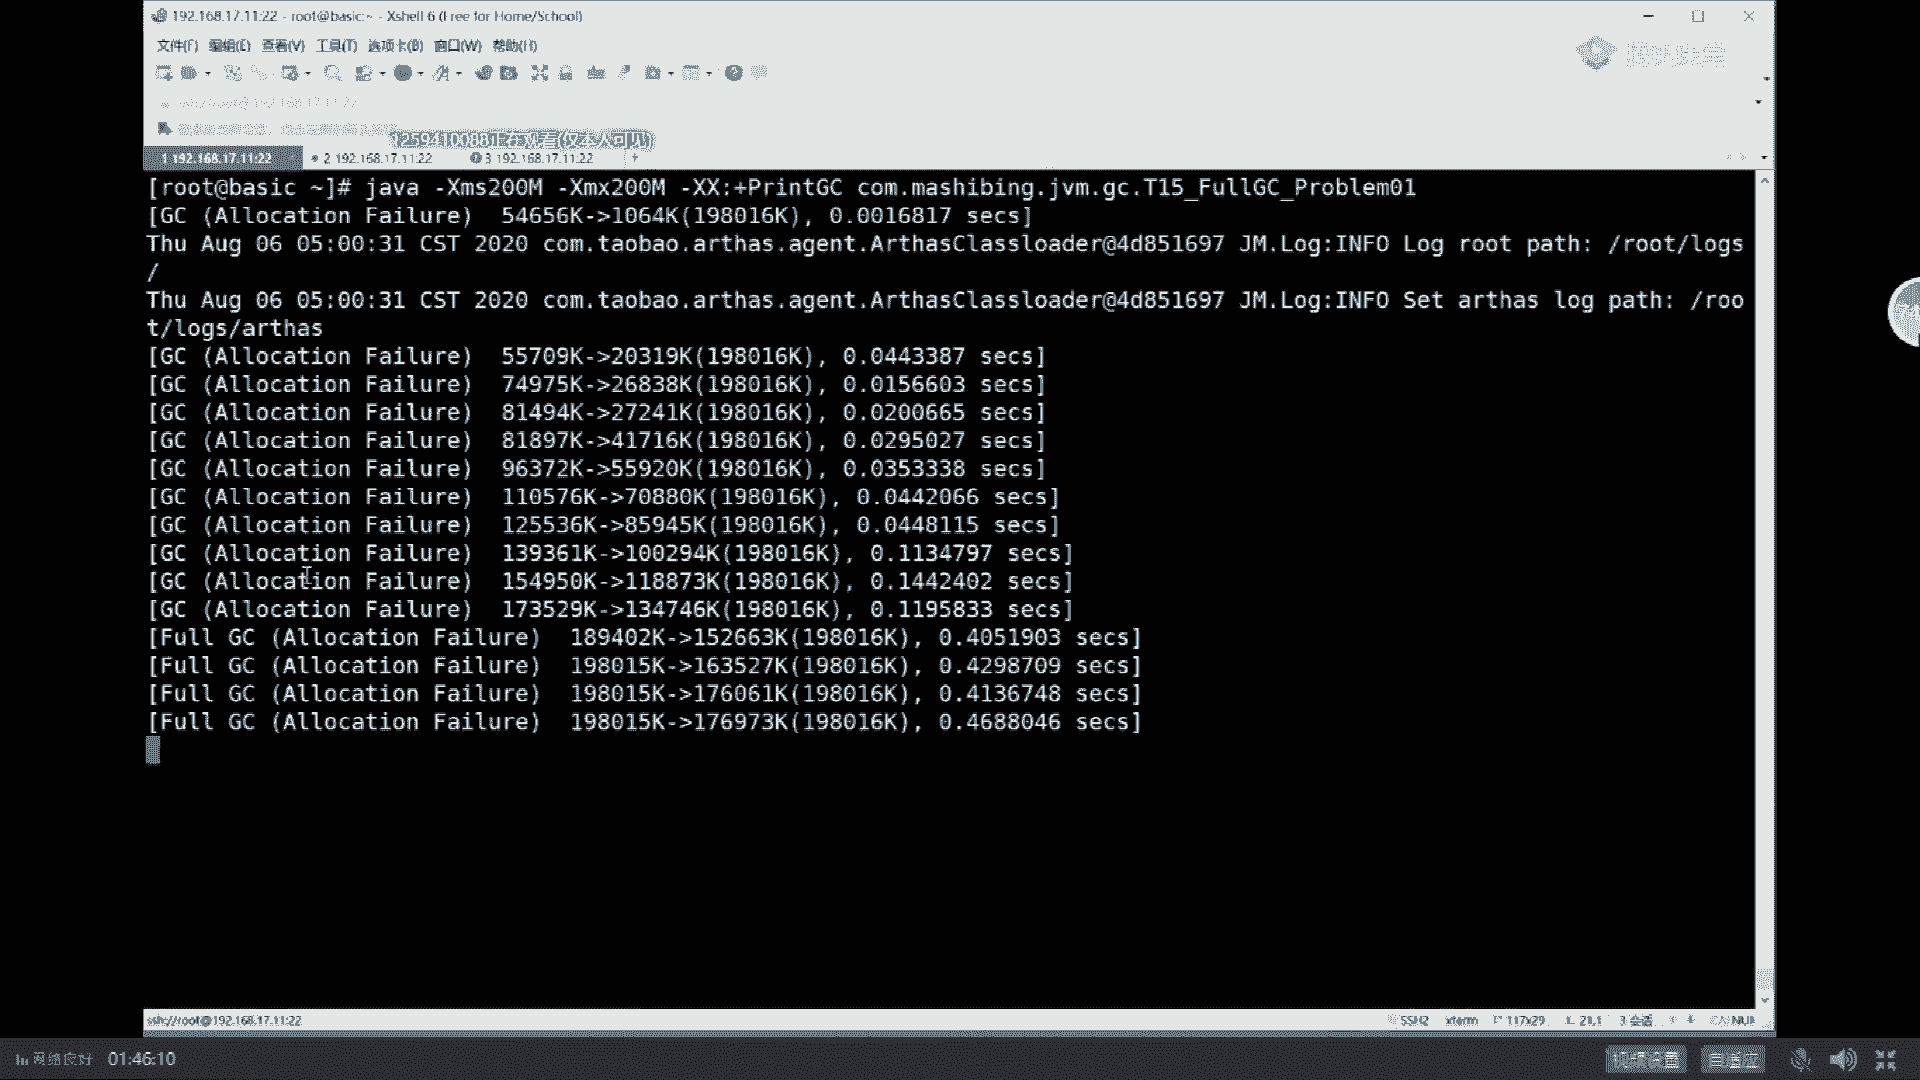 192.168.17.11:22 - root@basic:~ - Xshell 6 (Free for Home/School)
文件(F) 编辑(E) 查看(V) 工具(T) 选项卡(B) 窗口(W) 帮助(H)
ssh://root@192.168.17.11:22
1259410088正在观看(仅本人可见)
1 192.168.17.11:22 2 192.168.17.11:22 3 192.168.17.11:22 +
[root@basic ~]# java -Xms200M -Xmx200M -XX:+PrintGC com.mashibing.jvm.gc.T15_FullGC_Problem01
[GC (Allocation Failure)  54656K->1064K(198016K), 0.0016817 secs]
Thu Aug 06 05:00:31 CST 2020 com.taobao.arthas.agent.ArthasClassloader@4d851697 JM.Log:INFO Log root path: /root/logs
/
Thu Aug 06 05:00:31 CST 2020 com.taobao.arthas.agent.ArthasClassloader@4d851697 JM.Log:INFO Set arthas log path: /roo
t/logs/arthas
[GC (Allocation Failure)  55709K->20319K(198016K), 0.0443387 secs]
[GC (Allocation Failure)  74975K->26838K(198016K), 0.0156603 secs]
[GC (Allocation Failure)  81494K->27241K(198016K), 0.0200665 secs]
[GC (Allocation Failure)  81897K->41716K(198016K), 0.0295027 secs]
[GC (Allocation Failure)  96372K->55920K(198016K), 0.0353338 secs]
[GC (Allocation Failure)  110576K->70880K(198016K), 0.0442066 secs]
[GC (Allocation Failure)  125536K->85945K(198016K), 0.0448115 secs]
[GC (Allocation Failure)  139361K->100294K(198016K), 0.1134797 secs]
[GC (Allocation Failure)  154950K->118873K(198016K), 0.1442402 secs]
[GC (Allocation Failure)  173529K->134746K(198016K), 0.1195833 secs]
[Full GC (Allocation Failure)  189402K->152663K(198016K), 0.4051903 secs]
[Full GC (Allocation Failure)  198015K->163527K(198016K), 0.4298709 secs]
[Full GC (Allocation Failure)  198015K->176061K(198016K), 0.4136748 secs]
[Full GC (Allocation Failure)  198015K->176973K(198016K), 0.4688046 secs]
ssh://root@192.168.17.11:22 SSH2 xterm 117x29 21,1 3 会话 CAP NUM
网络良好 01:46:10 视频设置 自适应